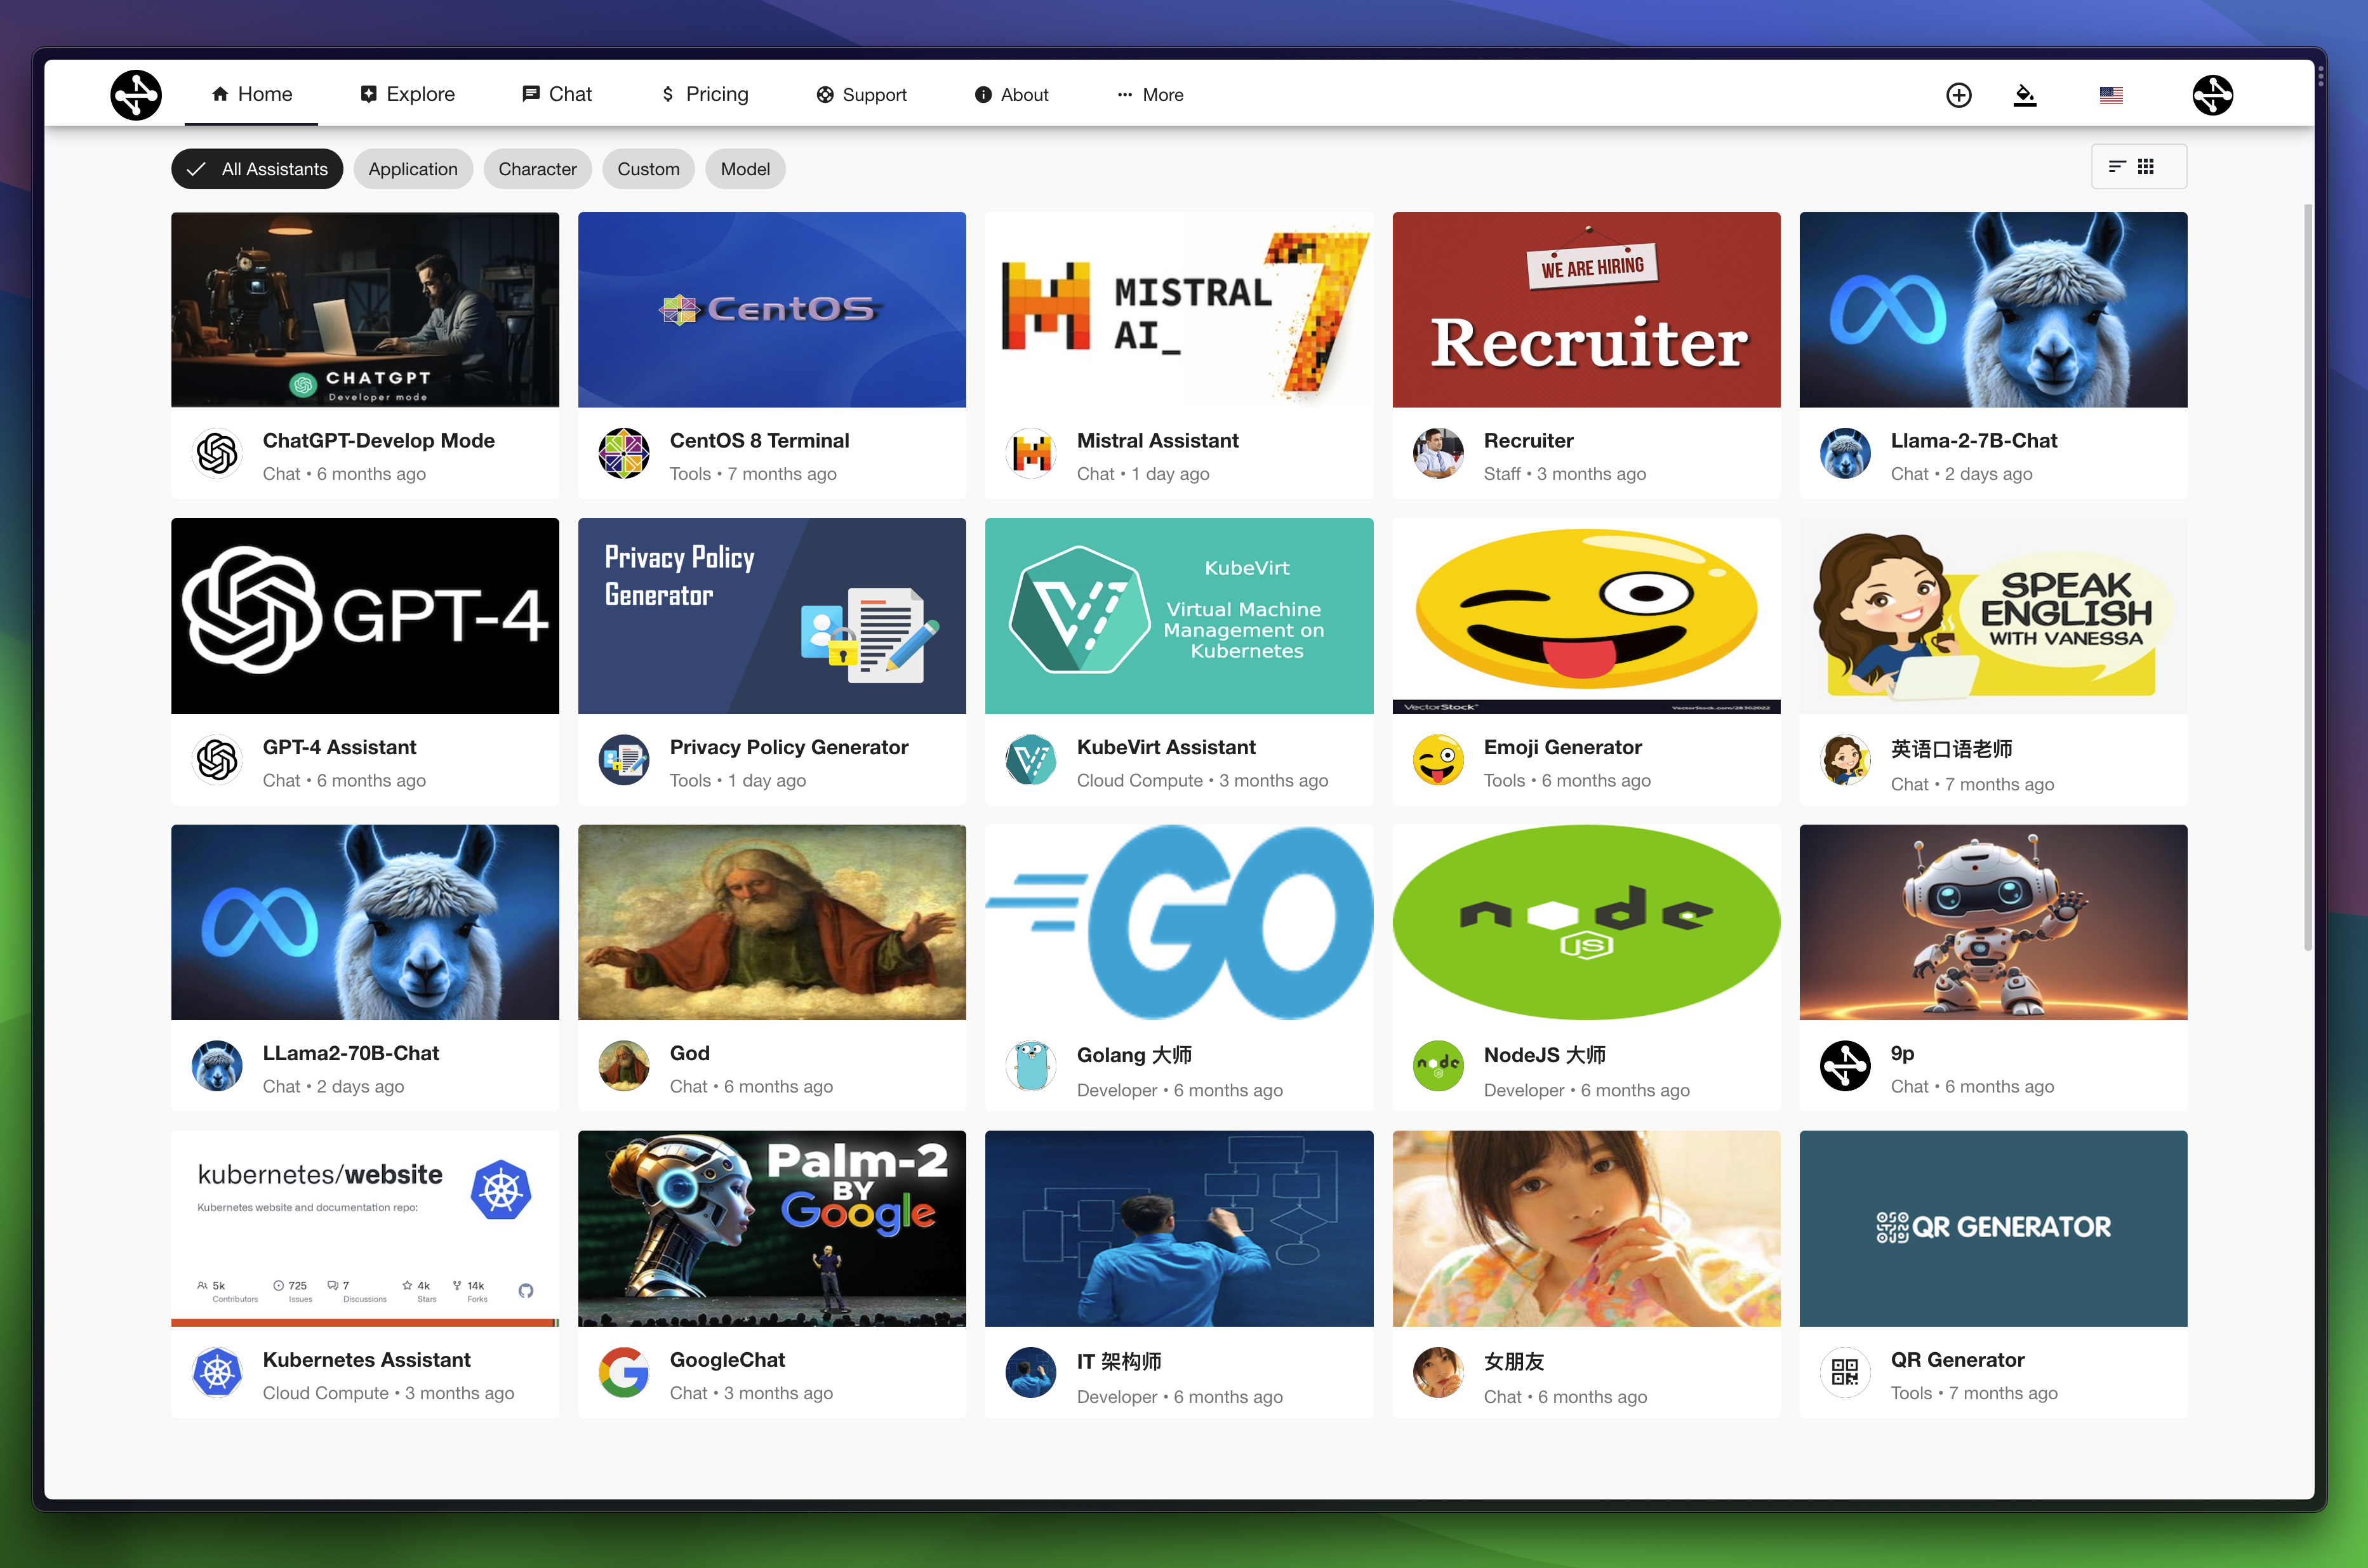 Home
Explore
Chat
Pricing
Support
About
More
All Assistants
Application
Character
Custom
Model
CHATGPT
Developer mode
ChatGPT-Develop Mode
Chat • 6 months ago
CentOS
CentOS 8 Terminal
Tools • 7 months ago
MISTRAL
AI_
7
Mistral Assistant
Chat • 1 day ago
WE ARE HIRING
Recruiter
Recruiter
Staff • 3 months ago
Llama-2-7B-Chat
Chat • 2 days ago
GPT-4
GPT-4 Assistant
Chat • 6 months ago
Privacy Policy
Generator
Privacy Policy Generator
Tools • 1 day ago
KubeVirt
Virtual Machine
Management on
Kubernetes
KubeVirt Assistant
Cloud Compute • 3 months ago
VectorStock®
VectorStock.com/28302022
Emoji Generator
Tools • 6 months ago
SPEAK
ENGLISH
WITH VANESSA
英语口语老师
Chat • 7 months ago
LLama2-70B-Chat
Chat • 2 days ago
God
Chat • 6 months ago
GO
Golang 大师
Developer • 6 months ago
node
JS
NodeJS 大师
Developer • 6 months ago
9p
Chat • 6 months ago
kubernetes/website
Kubernetes website and documentation repo:
5k
Contributors
725
Issues
7
Discussions
4k
Stars
14k
Forks
Kubernetes Assistant
Cloud Compute • 3 months ago
Palm-2
BY
Google
GoogleChat
Chat • 3 months ago
IT 架构师
Developer • 6 months ago
女朋友
Chat • 6 months ago
QR GENERATOR
QR Generator
Tools • 7 months ago